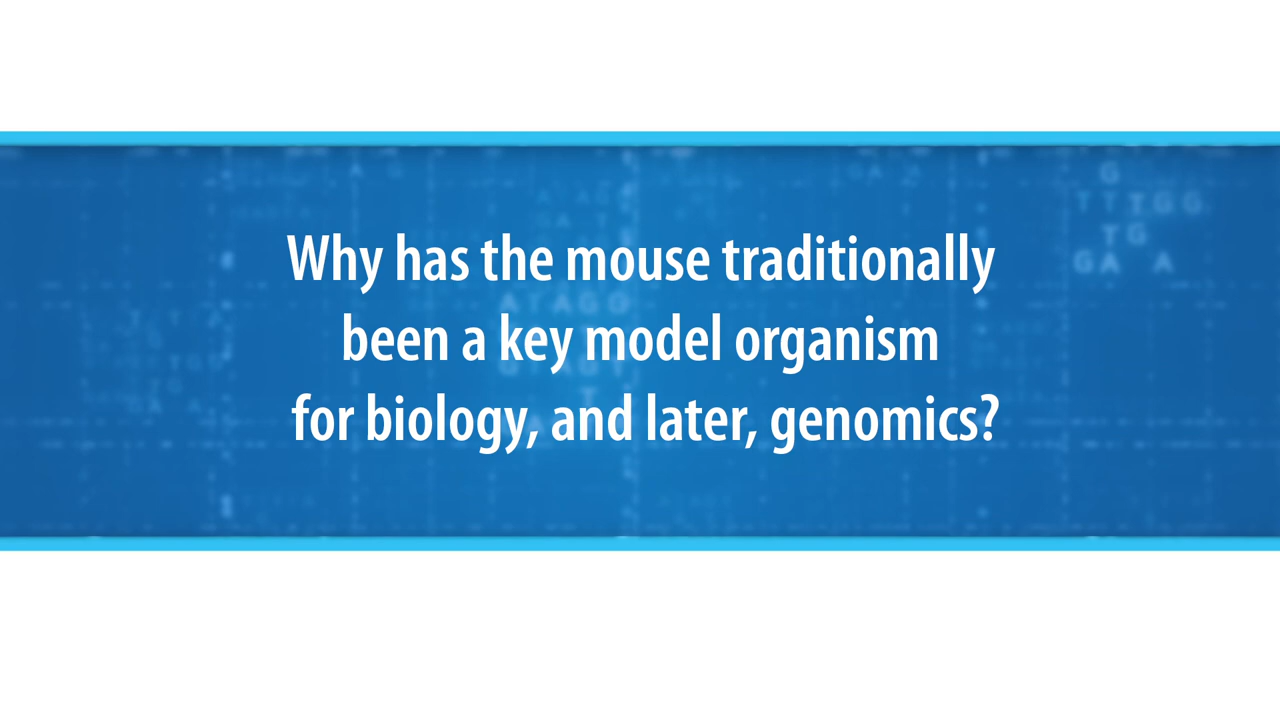 Why has the mouse traditionally
been a key model organism
for biology, and later, genomics?